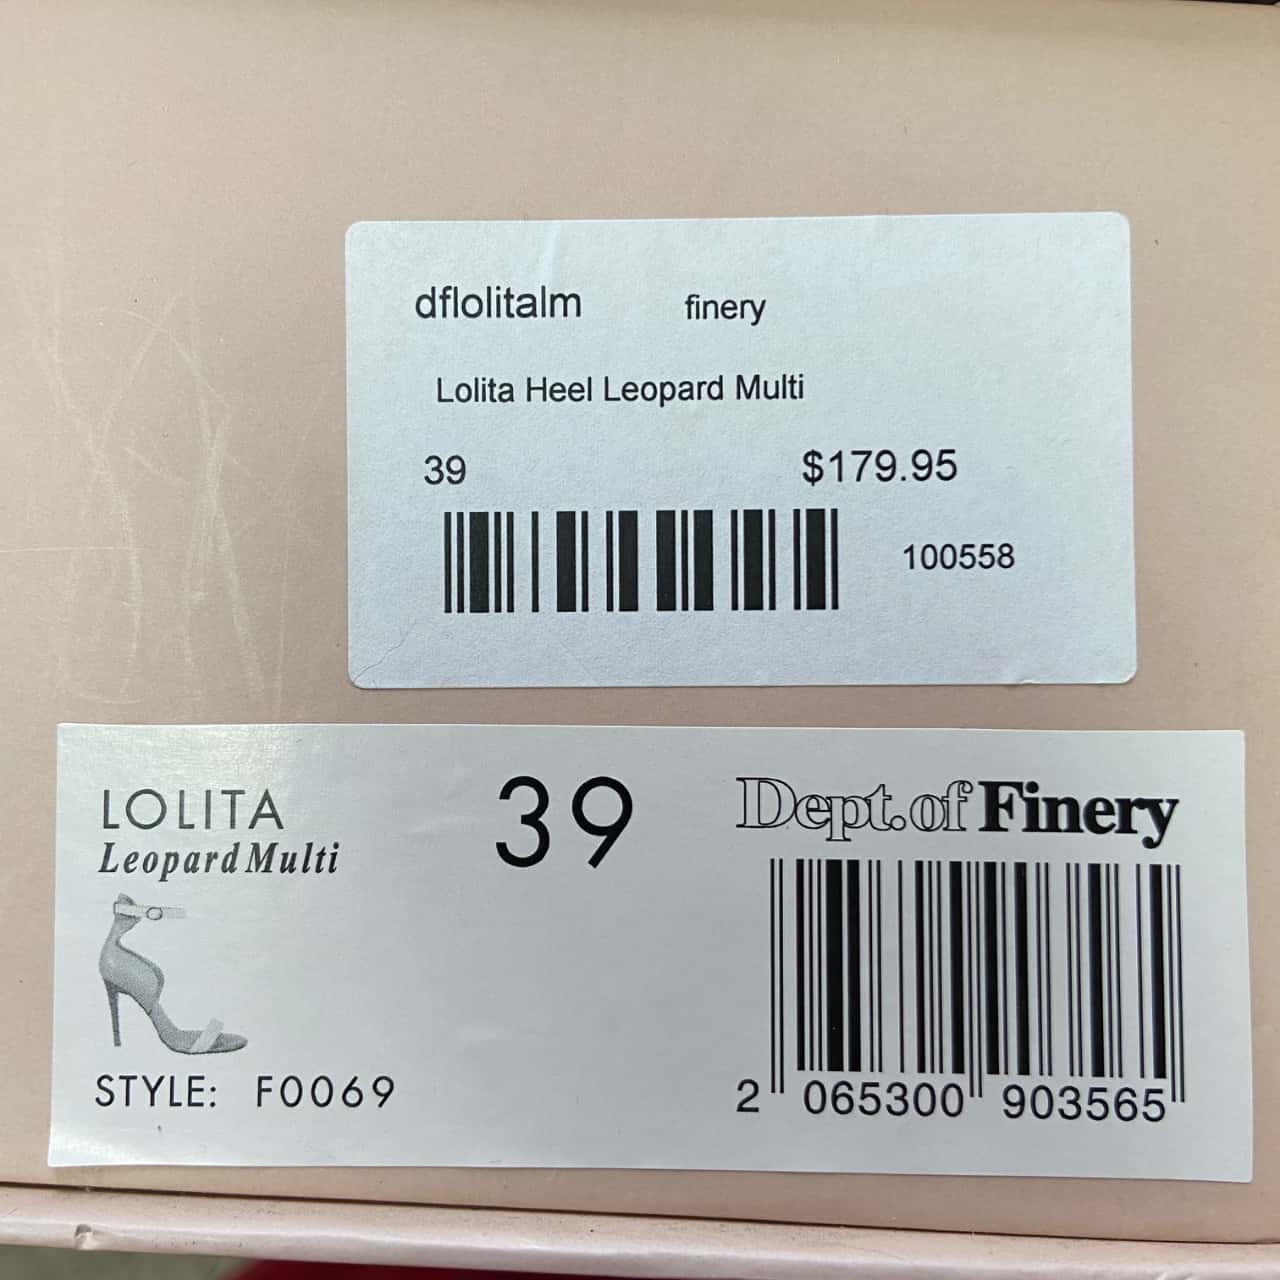 dflolitalm finery
Lolita Heel Leopard Multi
39 $179.95
100558
LOLITA
Leopard Multi
39
Dept. of Finery
STYLE: F0069
2 065300 903565